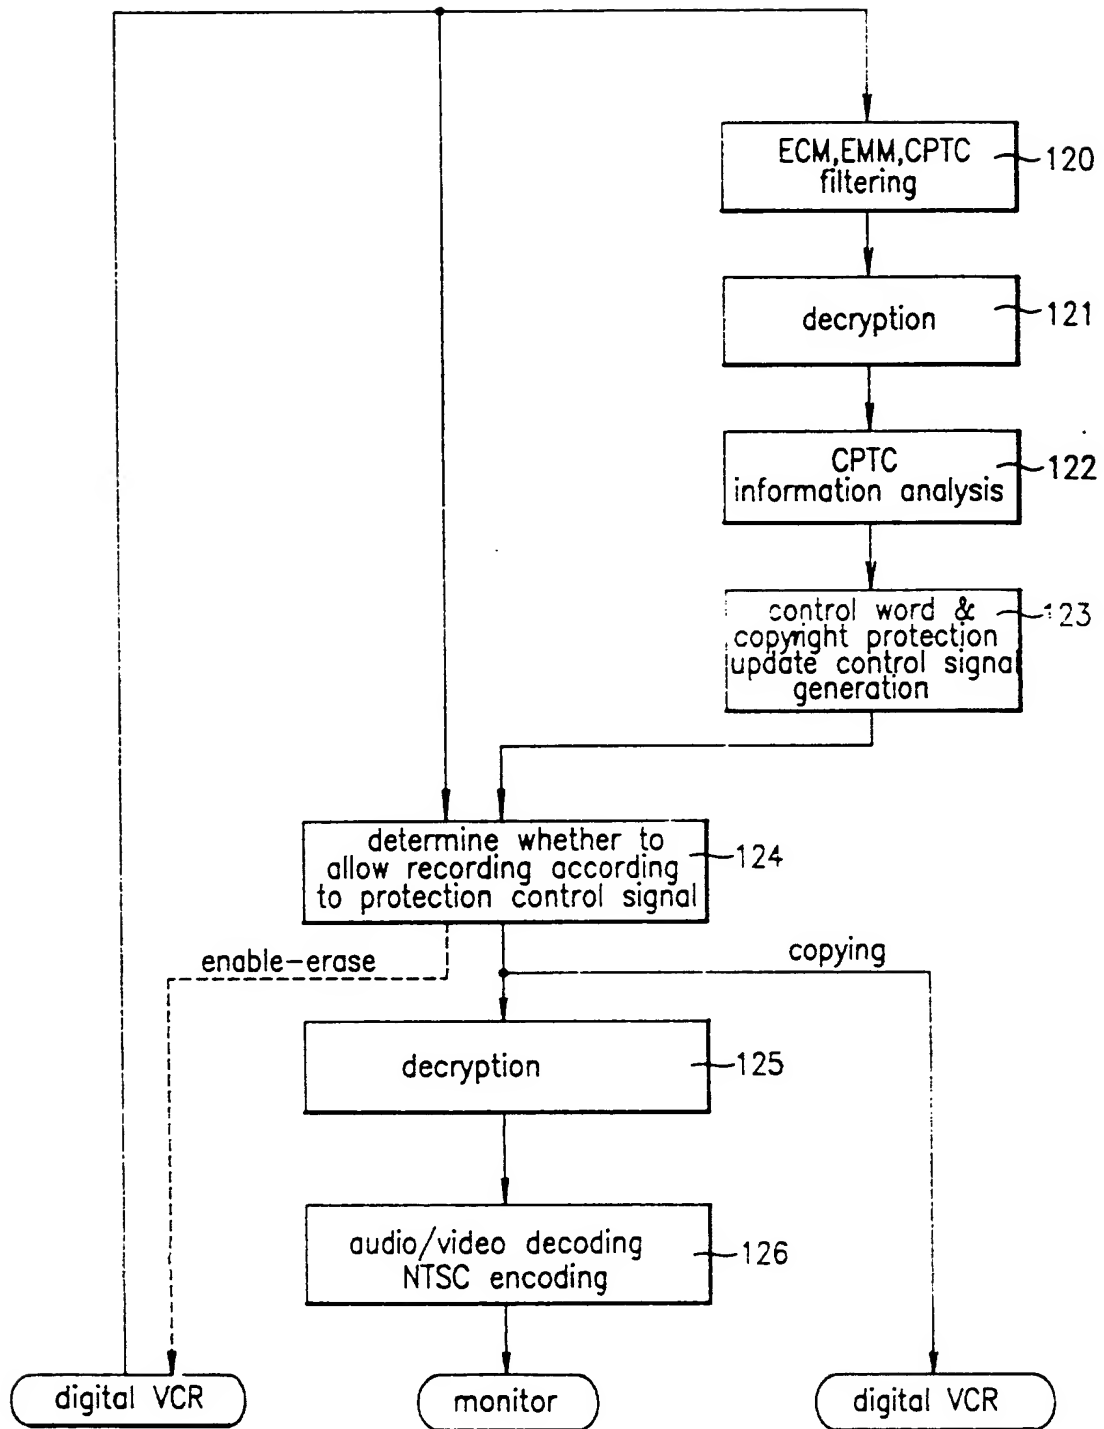 ECM,EMM,CPTC
filtering
120
decryption
121
CPTC
information analysis
122
control word &
copyright protection
update control signal
generation
123
determine whether to
allow recording according
to protection control signal
124
enable-erase
copying
decryption
125
audio/video decoding
NTSC encoding
126
digital VCR
monitor
digital VCR